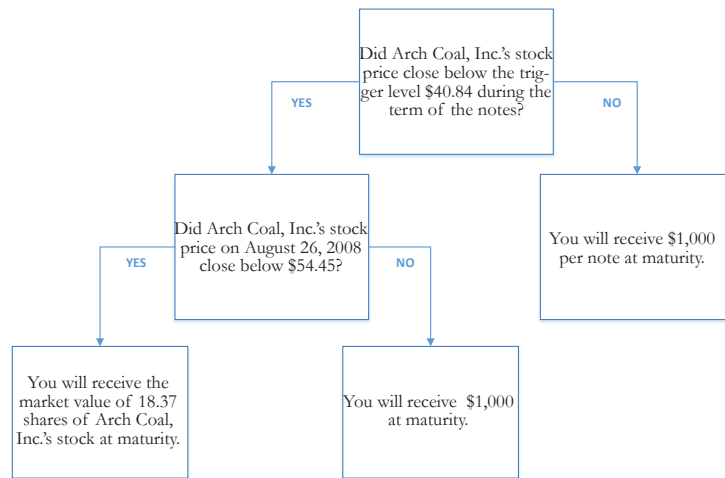 Did Arch Coal, Inc.'s stock
price close below the trig-
ger level $40.84 during the
term of the notes?
YES
NO
Did Arch Coal, Inc.'s stock
price on August 26, 2008
close below $54.45?
You will receive $1,000
per note at maturity.
YES
NO
You will receive the
market value of 18.37
shares of Arch Coal,
Inc.'s stock at maturity.
You will receive $1,000
at maturity.